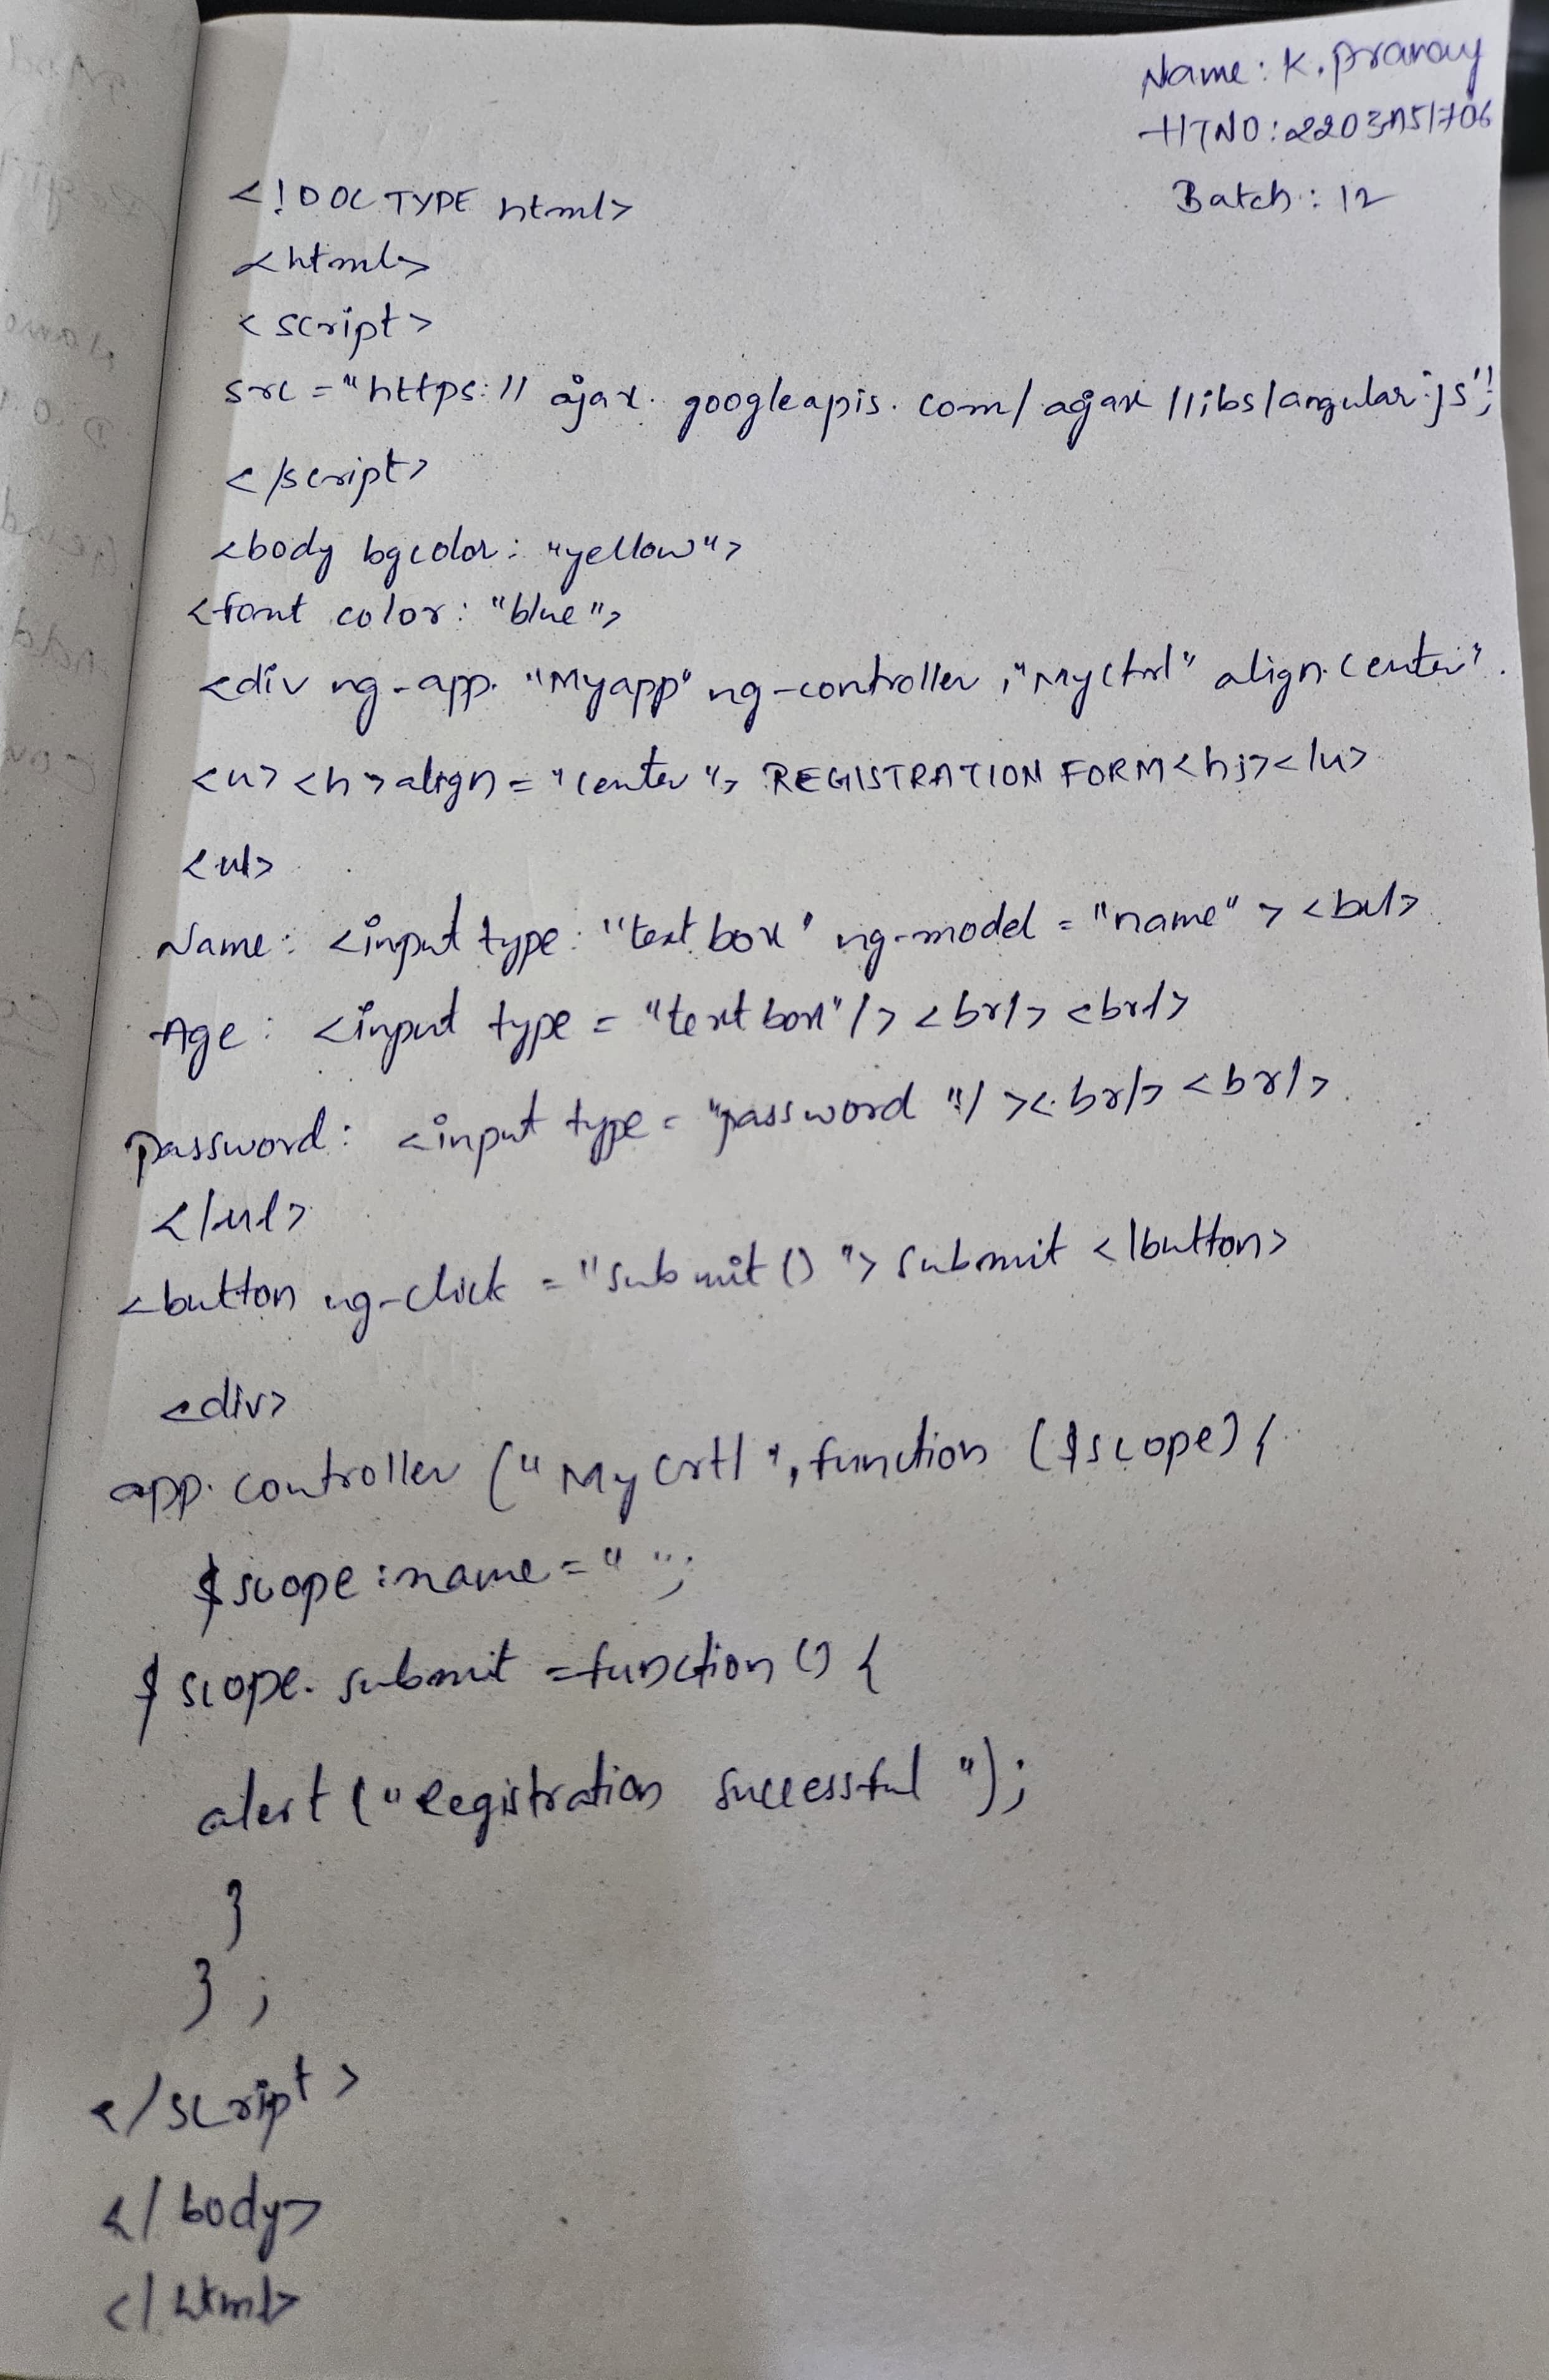 Name: K. Pranay
HTNO: 2203A51706
Batch: 12
<!DOCTYPE html>
<html>
<script>
src="https://ajax.googleapis.com/ajax/libs/angular.js";
</script>
<body bgcolor: "yellow">
<font color: "blue">
<div ng-app. "Myapp" ng-controller ,"Myctrl" align.center".
<u> <h> align = "center"> REGISTRATION FORM<hj></u>
<ul>
Name: <input type: "text box" ng-model = "name" > <br/>
Age: <input type = "text box"/> <br/> <br/>
password: <input type = "password"/> <br/> <br/>
</ul>
<button ng-click = "submit()"> submit </button>
<div>
app.controller ("MyCrtl", function ($scope) {
$scope:name=" ";
$scope.submit =function() {
alert ("Registration successful");
}
} ;
</script>
</body>
</html>